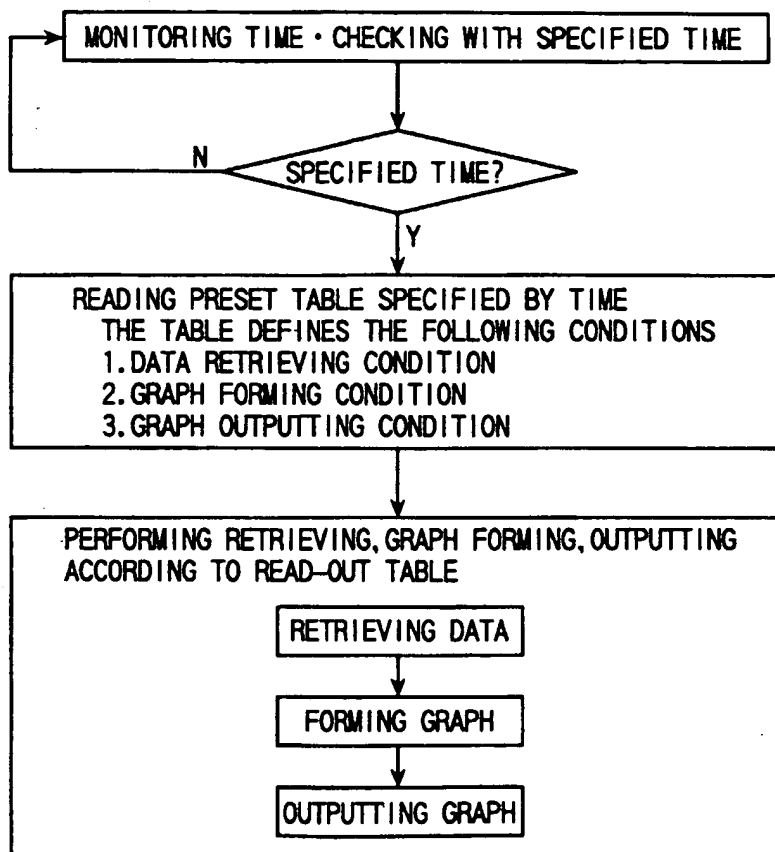 MONITORING TIME・CHECKING WITH SPECIFIED TIME
N
SPECIFIED TIME?
Y
READING PRESET TABLE SPECIFIED BY TIME
THE TABLE DEFINES THE FOLLOWING CONDITIONS
1.DATA RETRIEVING CONDITION
2.GRAPH FORMING CONDITION
3.GRAPH OUTPUTTING CONDITION
PERFORMING RETRIEVING,GRAPH FORMING,OUTPUTTING
ACCORDING TO READ-OUT TABLE
RETRIEVING DATA
FORMING GRAPH
OUTPUTTING GRAPH